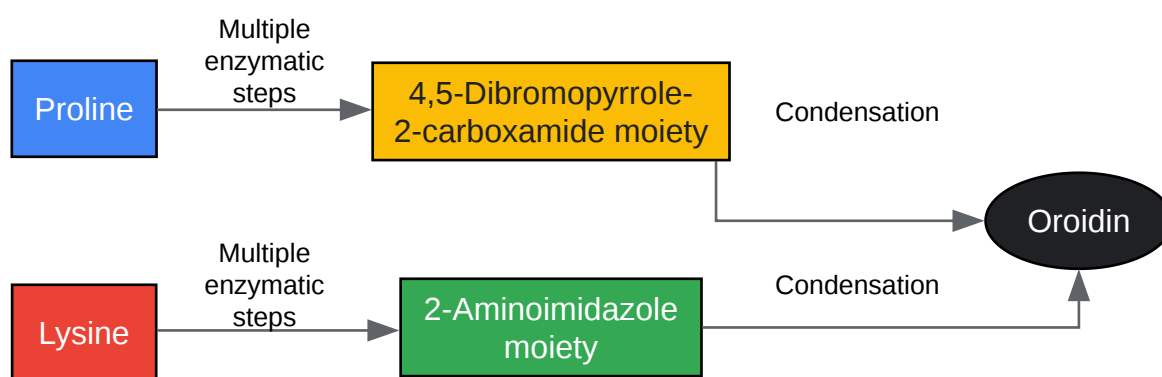 Multiple
enzymatic
steps
Proline
4,5-Dibromopyrrole-
2-carboxamide moiety
Condensation
Oroidin
Multiple
enzymatic
steps
Lysine
2-Aminoimidazole
moiety
Condensation